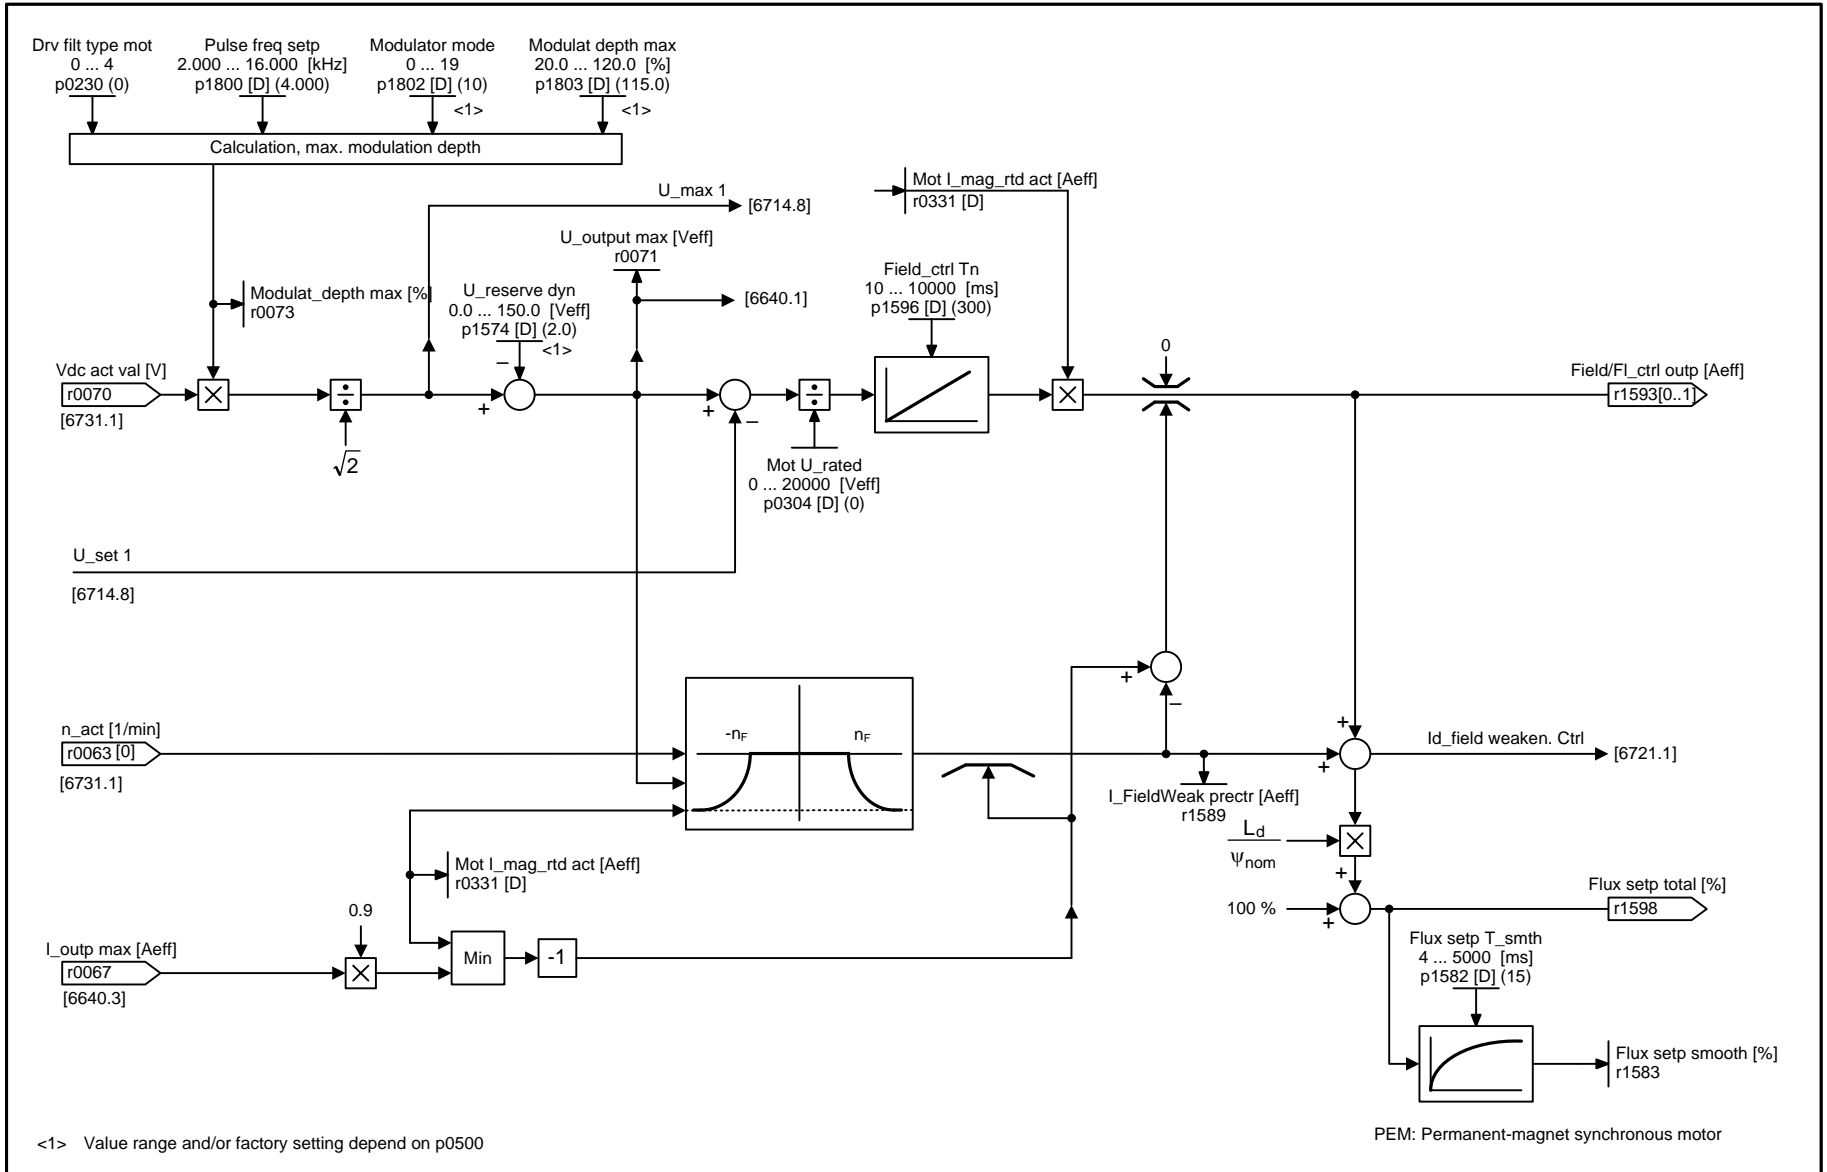 Drv filt type mot
0 ... 4
p0230 (0)
Pulse freq setp
2.000 ... 16.000 [kHz]
p1800 [D] (4.000)
Modulator mode
0 ... 19
p1802 [D] (10)
<1>
Modulat depth max
20.0 ... 120.0 [%]
p1803 [D] (115.0)
<1>
Calculation, max. modulation depth
U_max 1
[6714.8]
Mot I_mag_rtd act [Aeff]
r0331 [D]
U_output max [Veff]
r0071
[6640.1]
Modulat_depth max [%]
r0073
U_reserve dyn
0.0 ... 150.0 [Veff]
p1574 [D] (2.0)
<1>
Field_ctrl Tn
10 ... 10000 [ms]
p1596 [D] (300)
0
Vdc act val [V]
r0070
[6731.1]
×
÷
√2
+
–
+
–
÷
Mot U_rated
0 ... 20000 [Veff]
p0304 [D] (0)
×
Field/Fl_ctrl outp [Aeff]
r1593[0..1]
U_set 1
[6714.8]
+
–
n_act [1/min]
r0063 [0]
[6731.1]
-nF
nF
I_FieldWeak prectr [Aeff]
r1589
+
+
Id_field weaken. Ctrl
[6721.1]
Ld
ψnom
×
+
100 %
+
Flux setp total [%]
r1598
Mot I_mag_rtd act [Aeff]
r0331 [D]
0.9
I_outp max [Aeff]
r0067
[6640.3]
×
Min
-1
Flux setp T_smth
4 ... 5000 [ms]
p1582 [D] (15)
Flux setp smooth [%]
r1583
<1> Value range and/or factory setting depend on p0500
PEM: Permanent-magnet synchronous motor